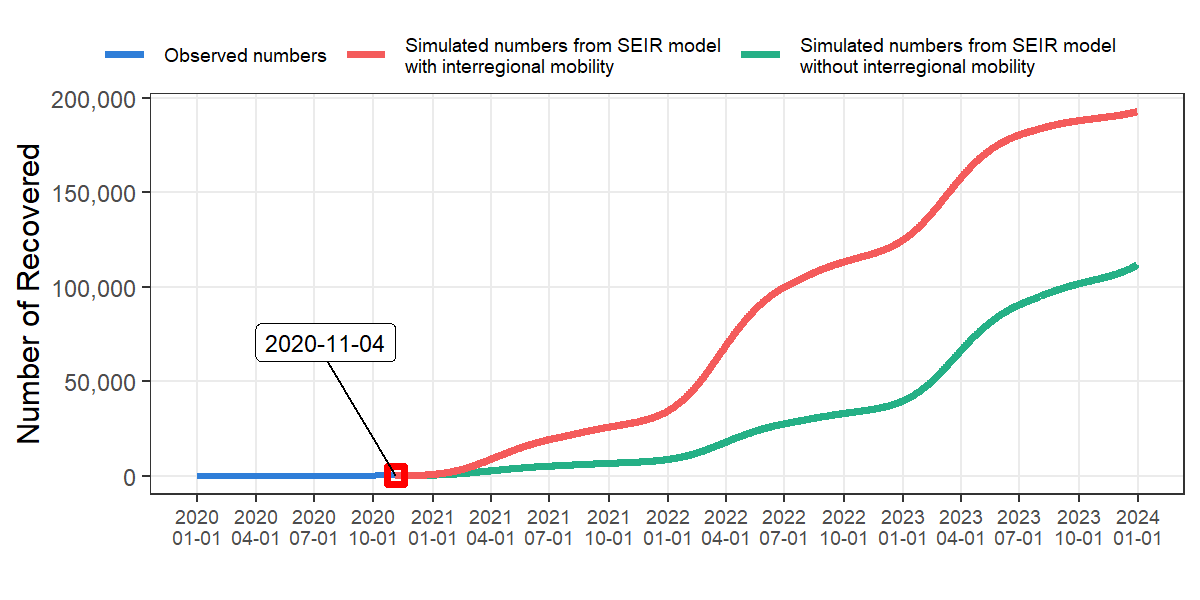 Observed numbers
Simulated numbers from SEIR model
with interregional mobility
Simulated numbers from SEIR model
without interregional mobility
Number of Recovered
200,000
150,000
100,000
50,000
0
2020-11-04
2020 2020 2020 2020 2021 2021 2021 2021 2022 2022 2022 2022 2023 2023 2023 2023 2024
01-01 04-01 07-01 10-01 01-01 04-01 07-01 10-01 01-01 04-01 07-01 10-01 01-01 04-01 07-01 10-01 01-01